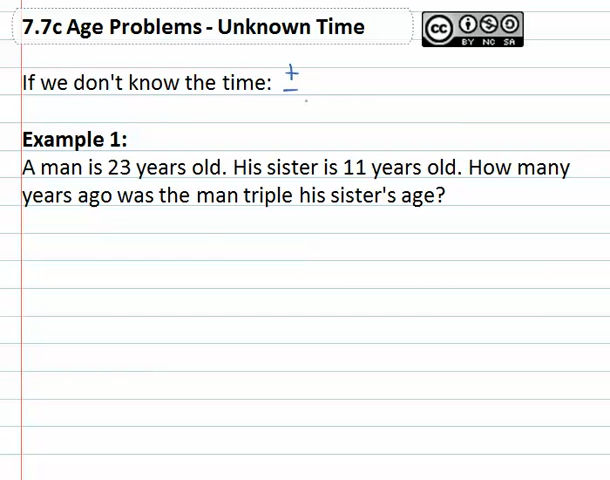 7.7c Age Problems - Unknown Time
cc
BY NC SA
If we don't know the time: ±
Example 1:
A man is 23 years old. His sister is 11 years old. How many
years ago was the man triple his sister's age?